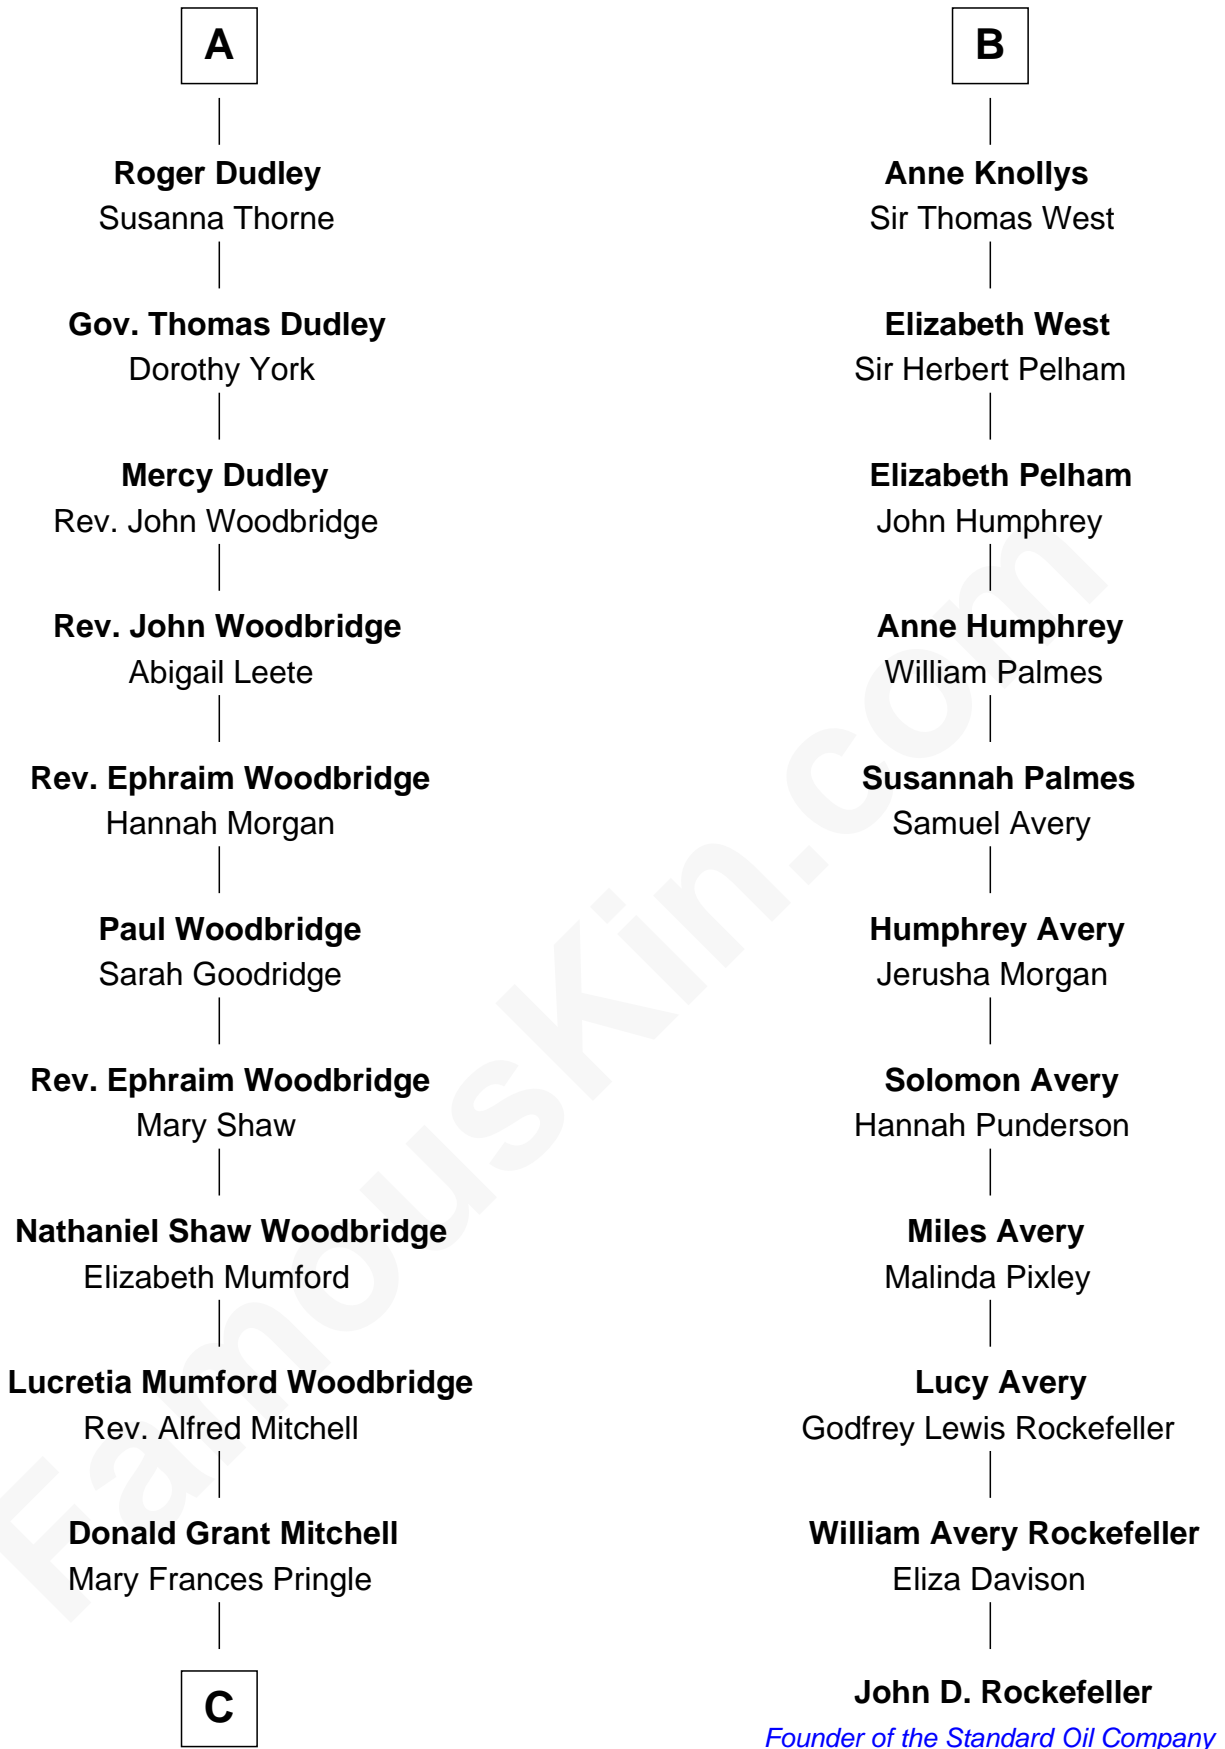 A
Roger Dudley
Susanna Thorne
Gov. Thomas Dudley
Dorothy York
Mercy Dudley
Rev. John Woodbridge
Rev. John Woodbridge
Abigail Leete
Rev. Ephraim Woodbridge
Hannah Morgan
Paul Woodbridge
Sarah Goodridge
Rev. Ephraim Woodbridge
Mary Shaw
Nathaniel Shaw Woodbridge
Elizabeth Mumford
Lucretia Mumford Woodbridge
Rev. Alfred Mitchell
Donald Grant Mitchell
Mary Frances Pringle
C
B
Anne Knollys
Sir Thomas West
Elizabeth West
Sir Herbert Pelham
Elizabeth Pelham
John Humphrey
Anne Humphrey
William Palmes
Susannah Palmes
Samuel Avery
Humphrey Avery
Jerusha Morgan
Solomon Avery
Hannah Punderson
Miles Avery
Malinda Pixley
Lucy Avery
Godfrey Lewis Rockefeller
William Avery Rockefeller
Eliza Davison
John D. Rockefeller
Founder of the Standard Oil Company
FamousKin.com